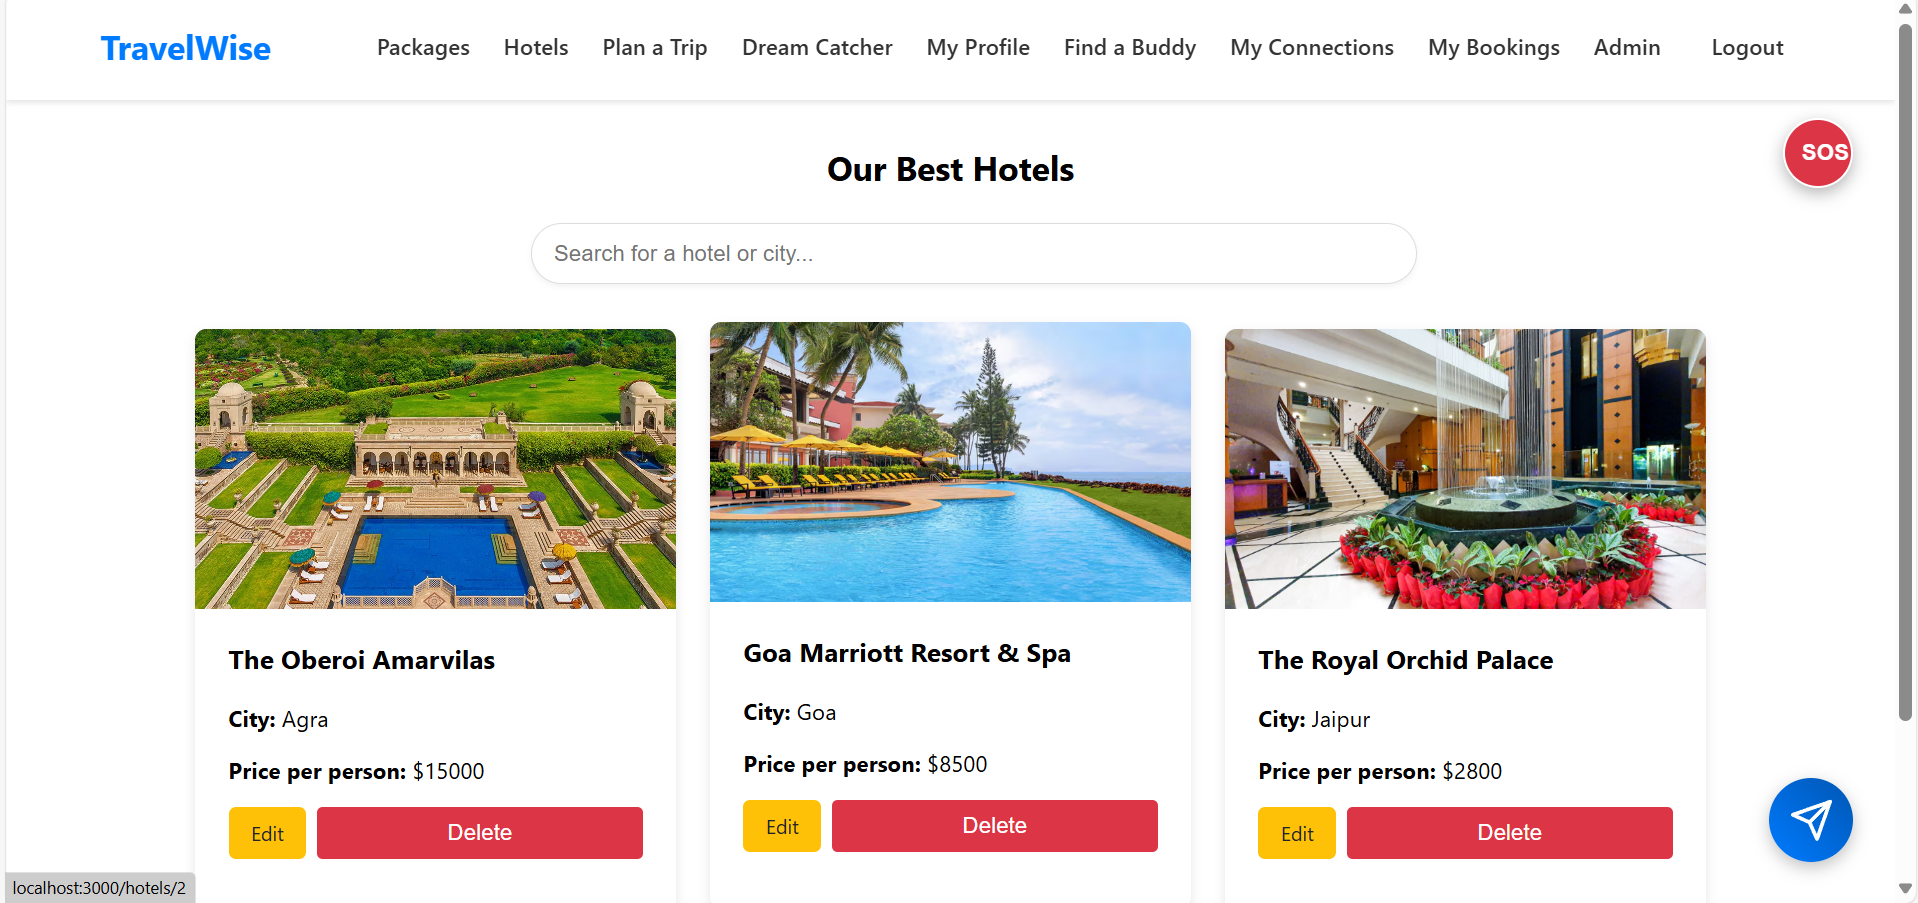 TravelWise
Packages Hotels Plan a Trip Dream Catcher My Profile Find a Buddy My Connections My Bookings Admin Logout
SOS
Our Best Hotels
Search for a hotel or city...
The Oberoi Amarvilas
City: Agra
Price per person: $15000
Edit Delete
Goa Marriott Resort & Spa
City: Goa
Price per person: $8500
Edit Delete
The Royal Orchid Palace
City: Jaipur
Price per person: $2800
Edit Delete
localhost:3000/hotels/2